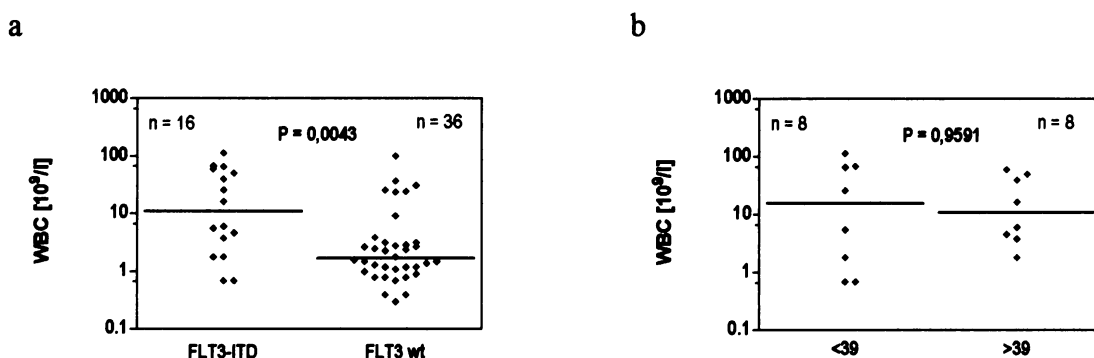 a
b
1000
100
10
1
0.1
WBC [10⁹/l]
n = 16
P = 0,0043
n = 36
FLT3-ITD
FLT3 wt
1000
100
10
1
0.1
WBC [10⁹/l]
n = 8
P = 0,9591
n = 8
<39
>39